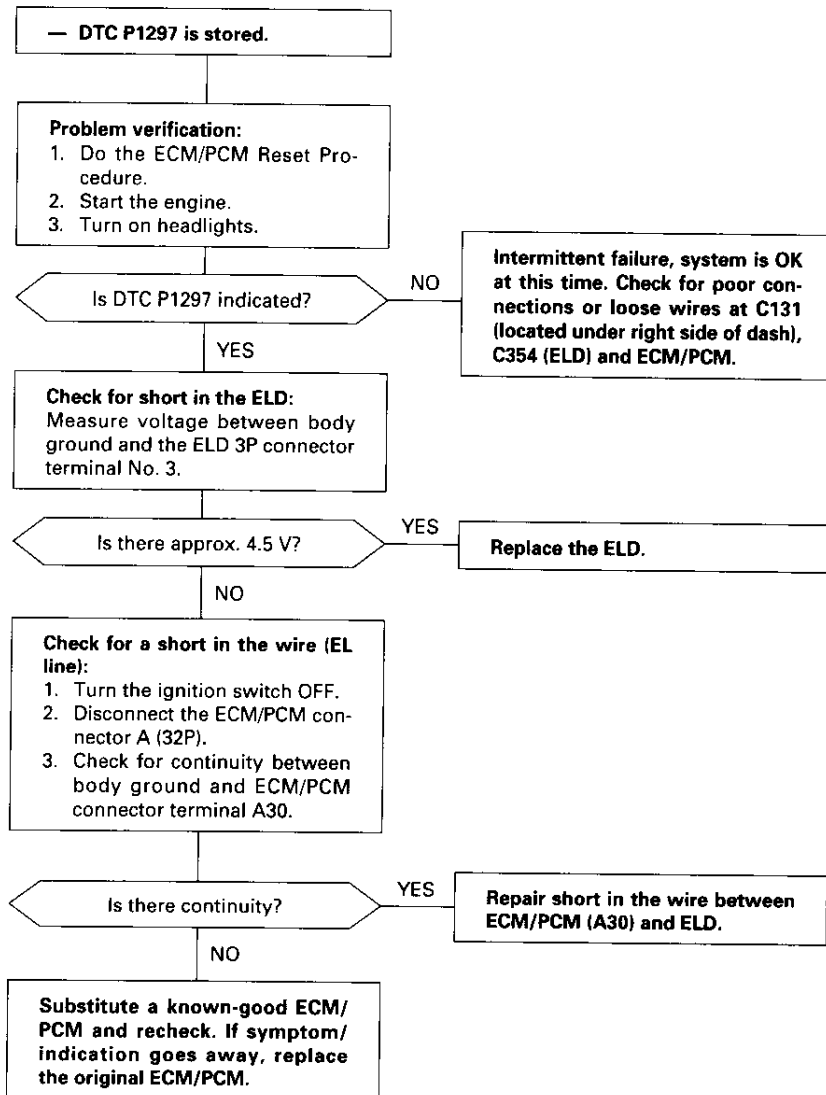 — DTC P1297 is stored.
Problem verification:
1. Do the ECM/PCM Reset Pro-
cedure.
2. Start the engine.
3. Turn on headlights.
Is DTC P1297 indicated?
NO
Intermittent failure, system is OK
at this time. Check for poor con-
nections or loose wires at C131
(located under right side of dash),
C354 (ELD) and ECM/PCM.
YES
Check for short in the ELD:
Measure voltage between body
ground and the ELD 3P connector
terminal No. 3.
Is there approx. 4.5 V?
YES
Replace the ELD.
NO
Check for a short in the wire (EL
line):
1. Turn the ignition switch OFF.
2. Disconnect the ECM/PCM con-
nector A (32P).
3. Check for continuity between
body ground and ECM/PCM
connector terminal A30.
Is there continuity?
YES
Repair short in the wire between
ECM/PCM (A30) and ELD.
NO
Substitute a known-good ECM/
PCM and recheck. If symptom/
indication goes away, replace
the original ECM/PCM.